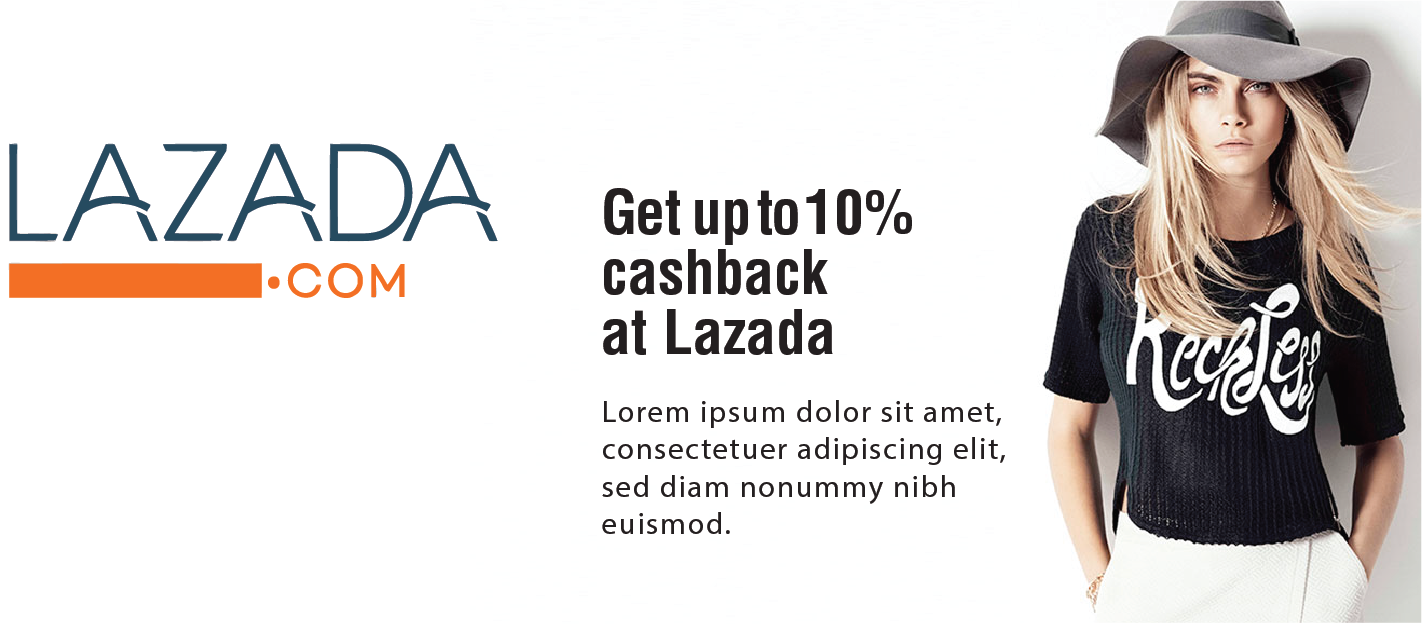 LAZADA
.COM
Get up to 10%
cashback
at Lazada
Lorem ipsum dolor sit amet,
consectetuer adipiscing elit,
sed diam nonummy nibh
euismod.
Reckless